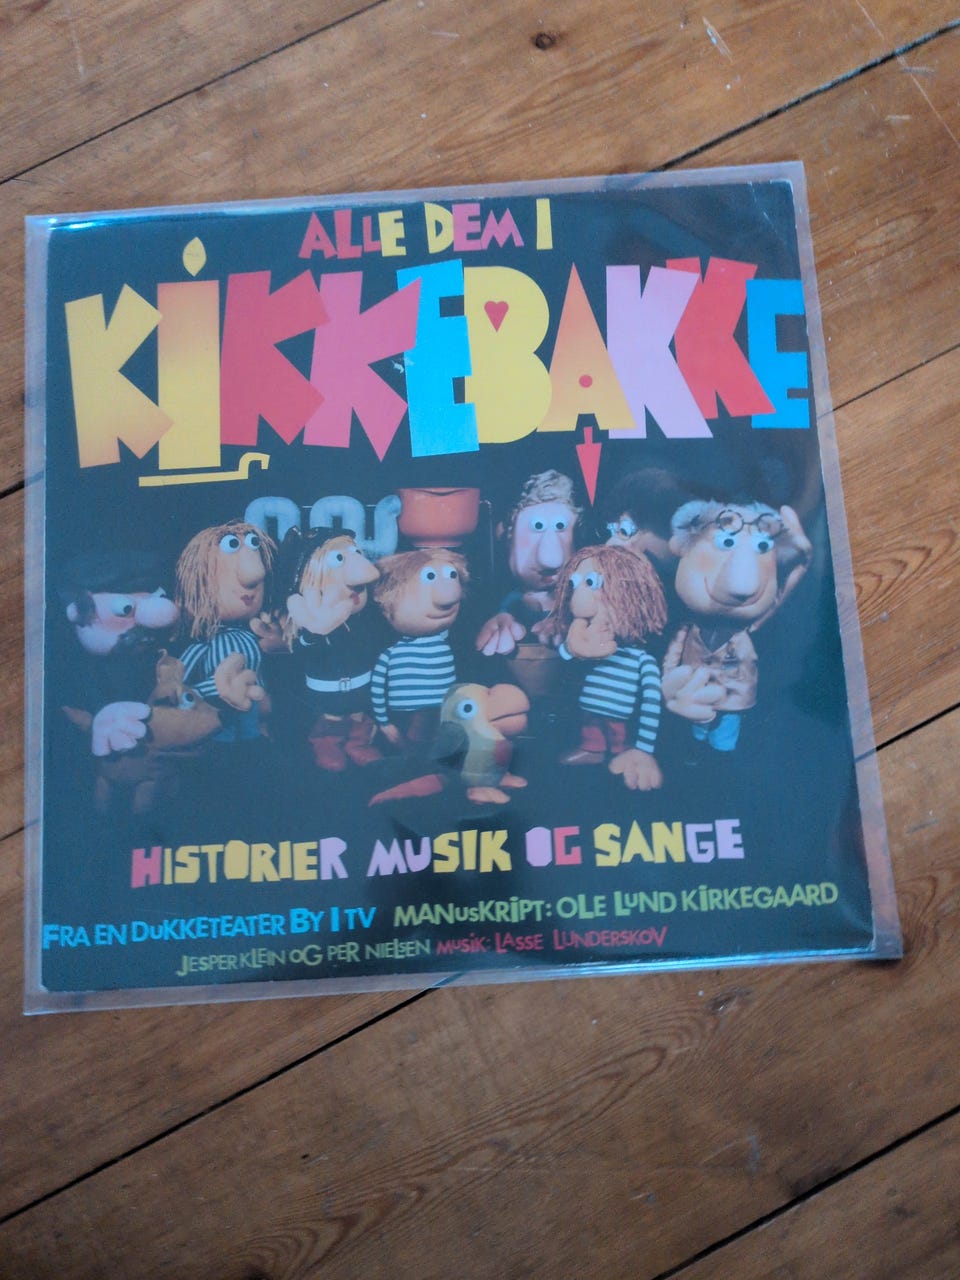 ALLE DEM I
KIKKEBAKKE
HISTORIER MUSIK OG SANGE
FRA EN DUKKETEATER BY I TV MANUSKRIPT: OLE LUND KIRKEGAARD
JESPER KLEIN OG PER NIELSEN MUSIK: LASSE LUNDERSKOV